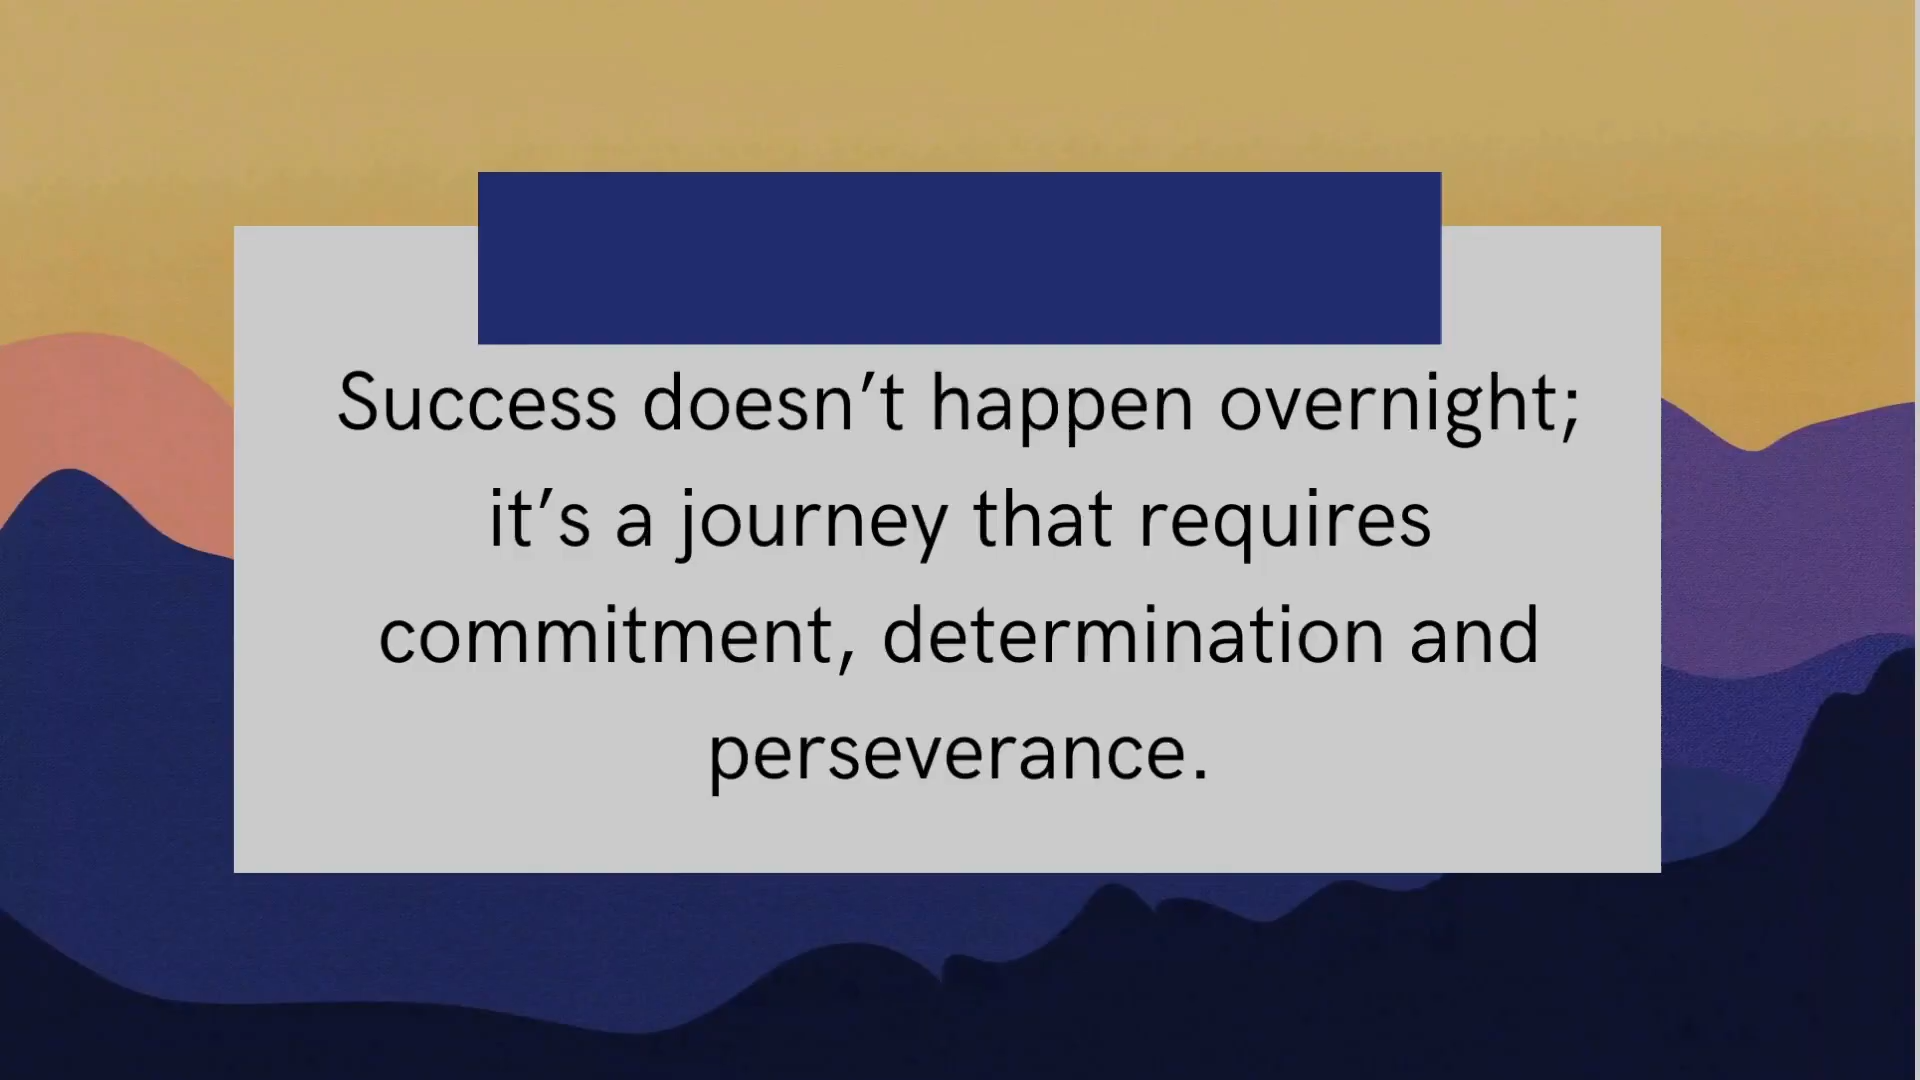 Success doesn’t happen overnight;
it’s a journey that requires
commitment, determination and
perseverance.